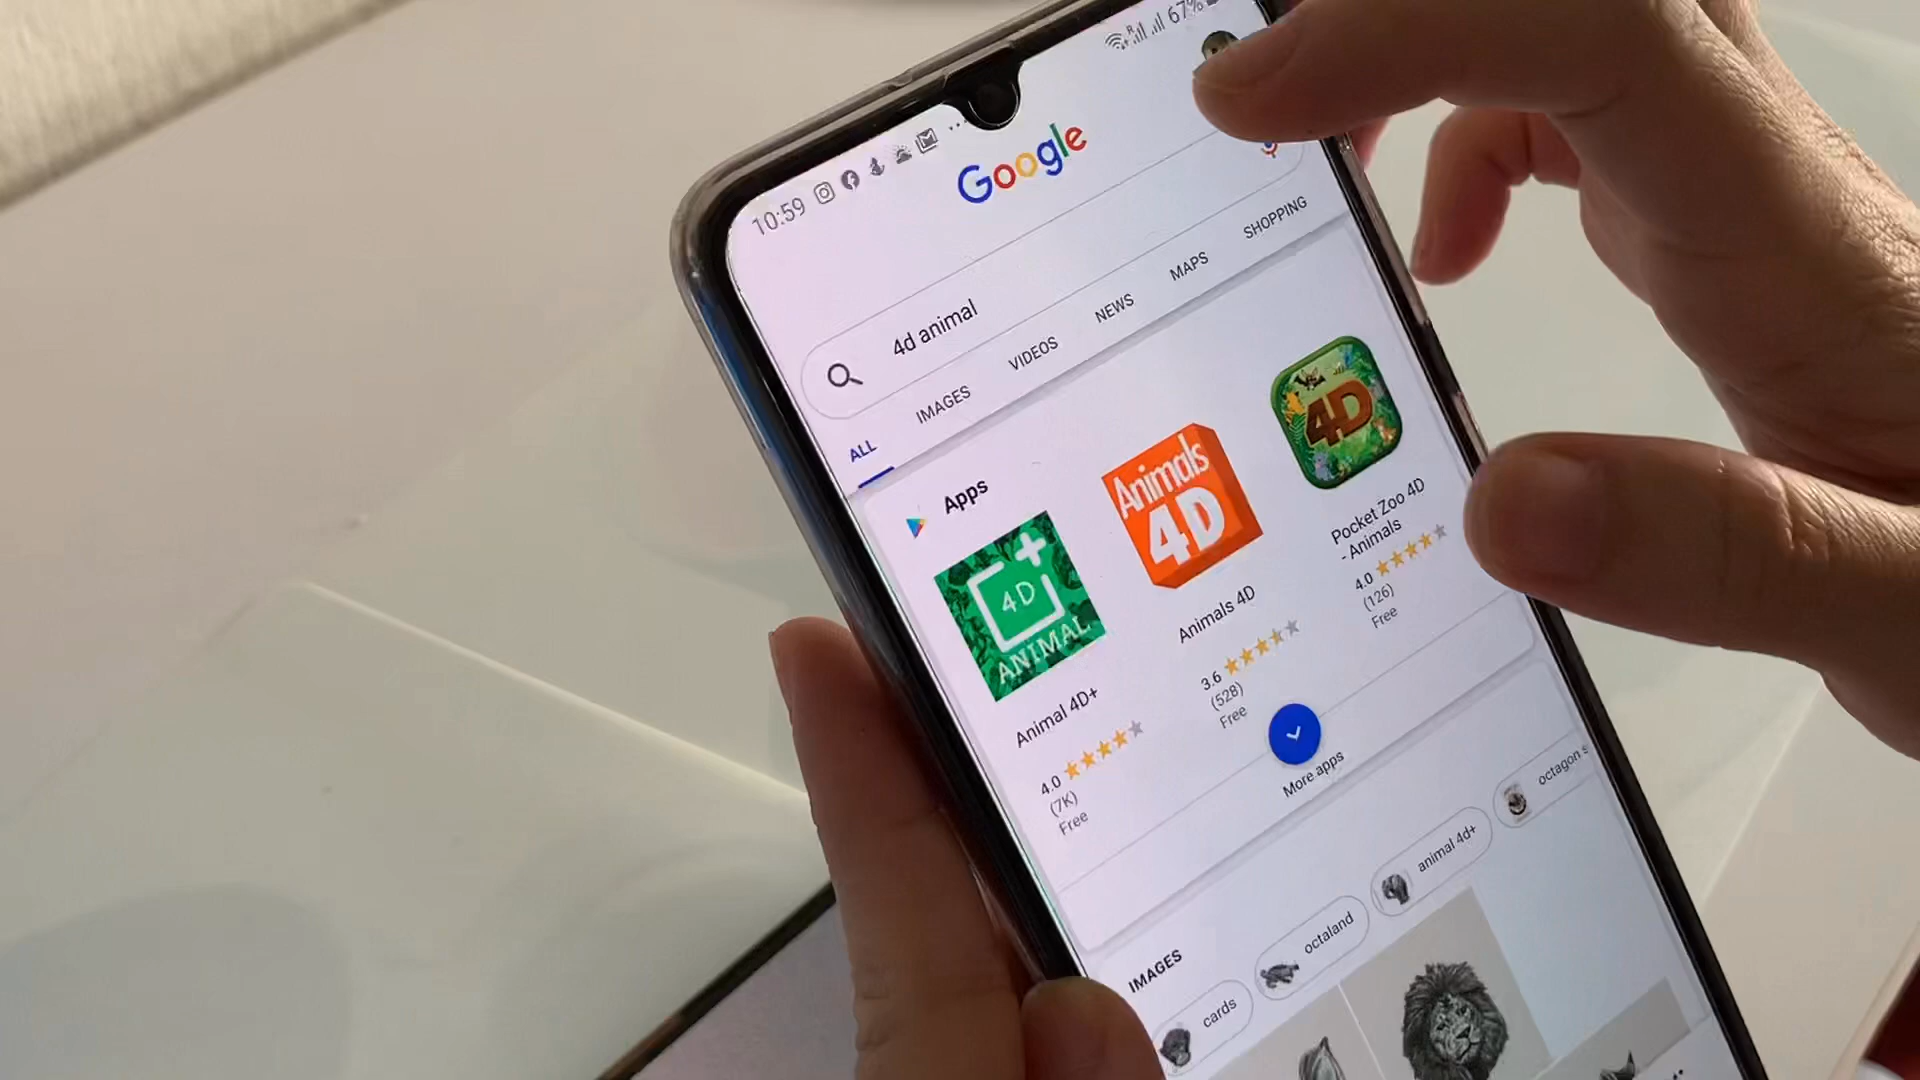 10:59
67%
Google
4d animal
ALL IMAGES VIDEOS NEWS MAPS SHOPPING
Apps
4D
ANIMAL
Animal 4D+
4.0
(7K)
Free
Animals
4D
Animals 4D
3.6
(528)
Free
4D
Pocket Zoo 4D
- Animals
4.0
(126)
Free
More apps
IMAGES
cards
octaland
animal 4d+
octagon s